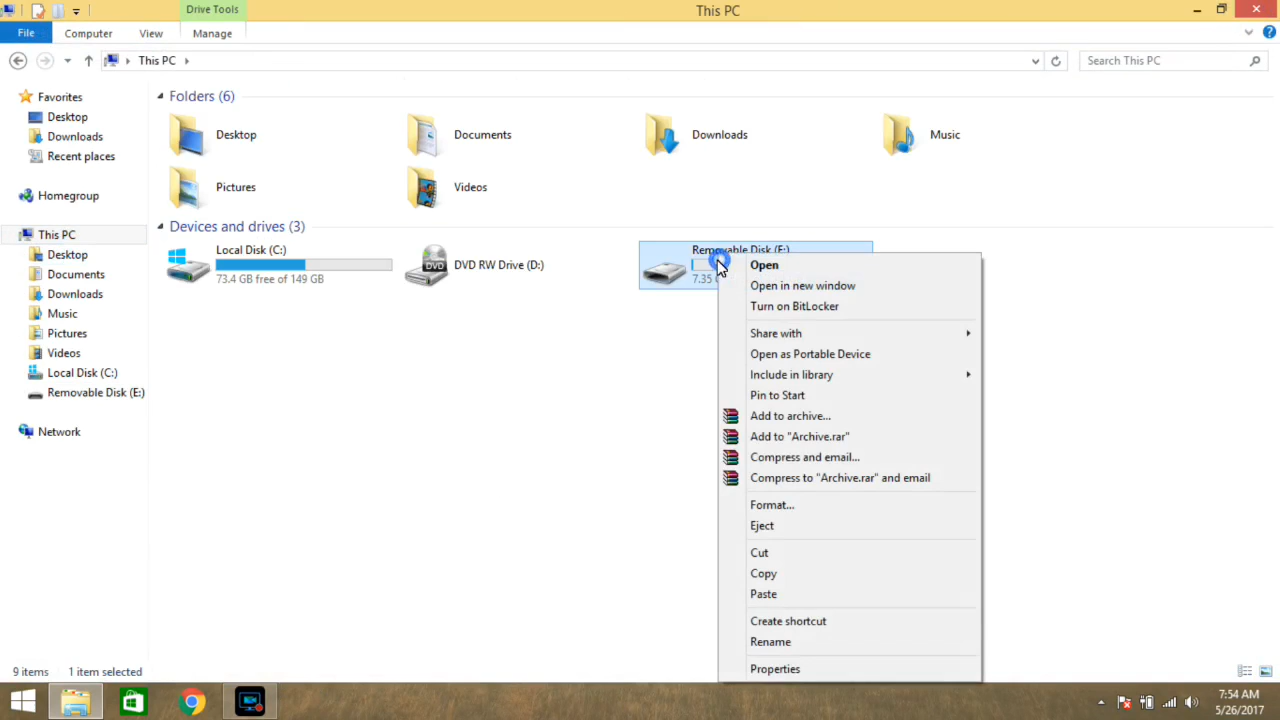 Drive Tools
This PC
File
Computer
View
Manage
This PC
Search This PC
Favorites
Desktop
Downloads
Recent places
Homegroup
This PC
Desktop
Documents
Downloads
Music
Pictures
Videos
Local Disk (C:)
Removable Disk (E:)
Network
Folders (6)
Desktop
Documents
Downloads
Music
Pictures
Videos
Devices and drives (3)
Local Disk (C:)
73.4 GB free of 149 GB
DVD
DVD RW Drive (D:)
Removable Disk (E:)
7.35
Open
Open in new window
Turn on BitLocker
Share with
Open as Portable Device
Include in library
Pin to Start
Add to archive...
Add to "Archive.rar"
Compress and email...
Compress to "Archive.rar" and email
Format...
Eject
Cut
Copy
Paste
Create shortcut
Rename
Properties
9 items
1 item selected
7:54 AM
5/26/2017